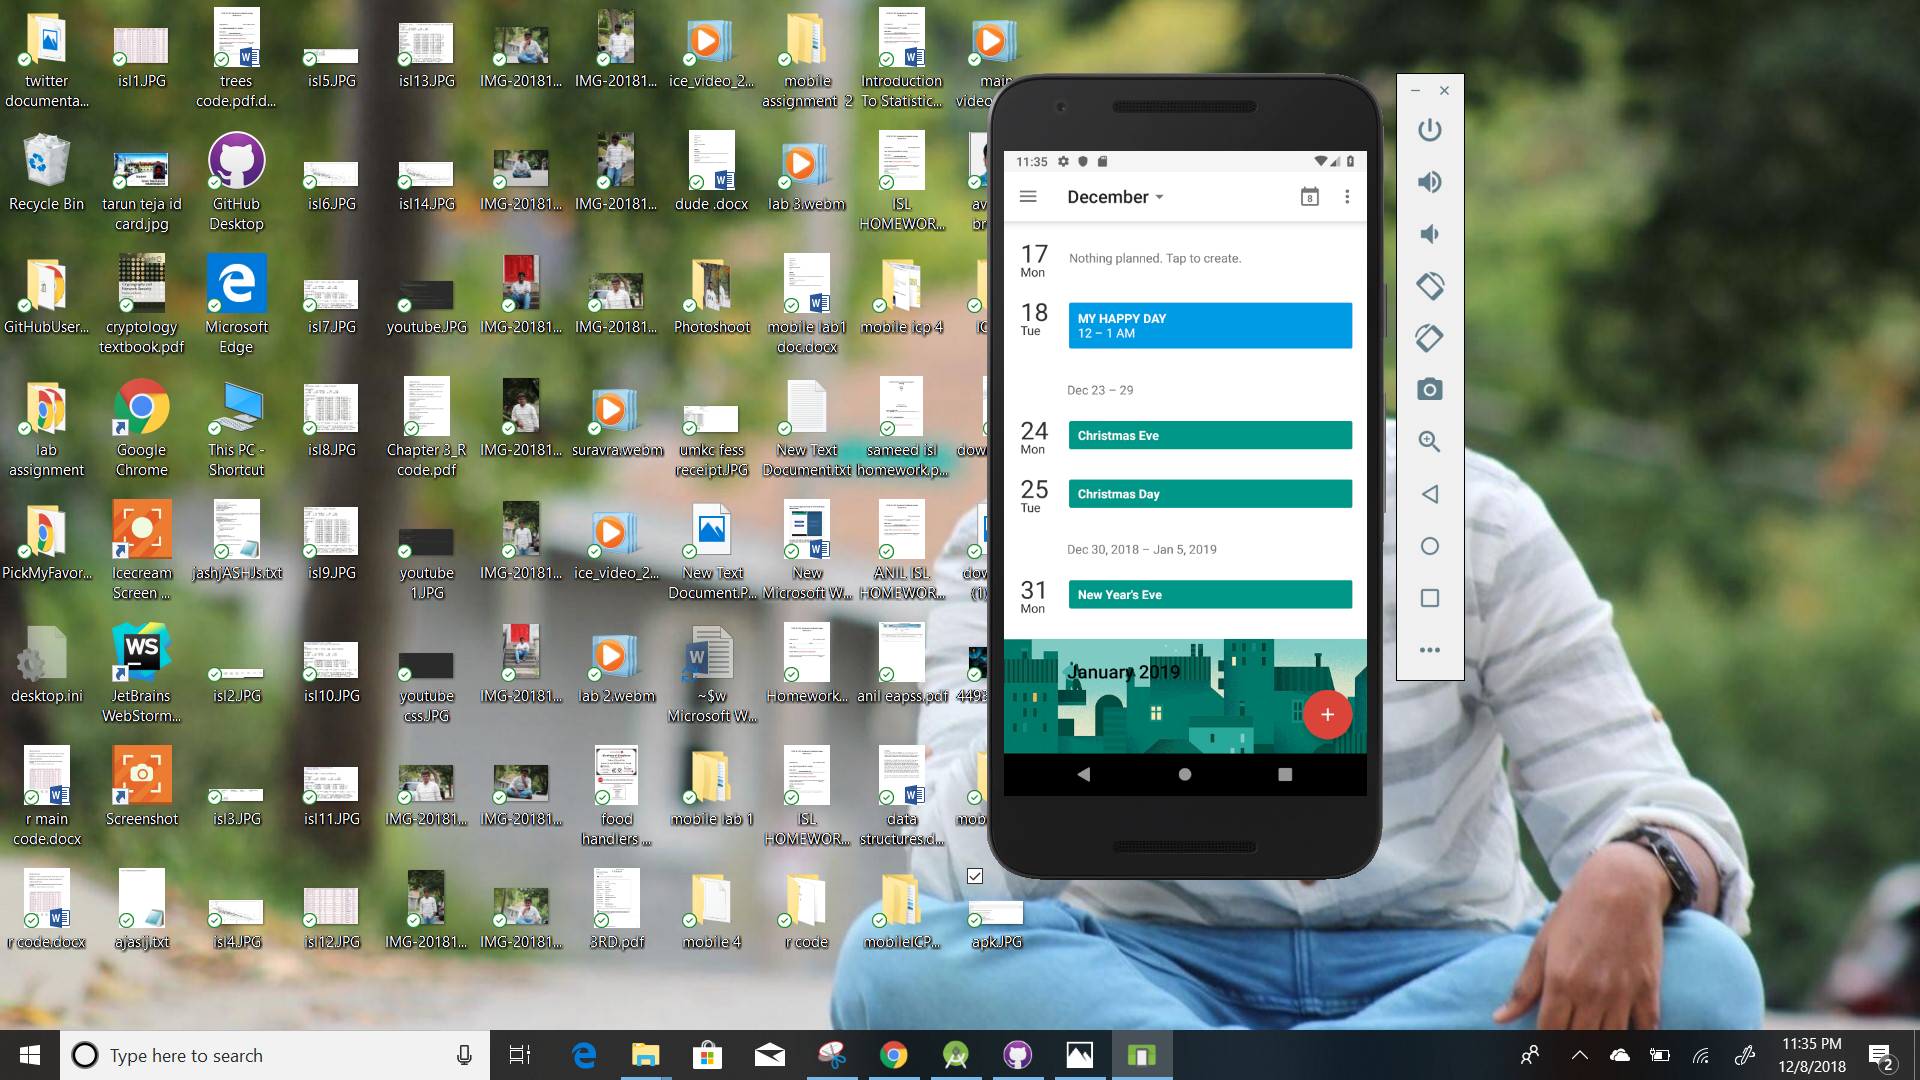 twitter
documenta...
isl1.JPG
trees
code.pdf.d...
isl5.JPG
isl13.JPG
IMG-20181...
IMG-20181...
ice_video_2...
mobile
assignment 2
Introduction
To Statistic...
main
video
Recycle Bin
tarun teja id
card.jpg
GitHub
Desktop
isl6.JPG
isl14.JPG
IMG-20181...
IMG-20181...
dude .docx
lab 3.webm
ISL
HOMEWOR...
av
br
GitHubUser...
cryptology
textbook.pdf
Microsoft
Edge
isl7.JPG
youtube.JPG
IMG-20181...
IMG-20181...
Photoshoot
mobile lab1
doc.docx
mobile icp 4
lab
assignment
Google
Chrome
This PC -
Shortcut
isl8.JPG
Chapter 3_R
code.pdf
IMG-20181...
suravra.webm
umkc fess
receipt.JPG
New Text
Document.txt
sameed isl
homework.p...
dow
PickMyFavor...
Icecream
Screen ...
jashjASHJs.txt
isl9.JPG
youtube
1.JPG
IMG-20181...
ice_video_2...
New Text
Document.P...
New
Microsoft W...
ANIL ISL
HOMEWOR...
dow
(1)
desktop.ini
WS
JetBrains
WebStorm...
isl2.JPG
isl10.JPG
youtube
css.JPG
IMG-20181...
lab 2.webm
~$w
Microsoft W...
Homework...
anil eapss.pdf
4493
r main
code.docx
Screenshot
isl3.JPG
isl11.JPG
IMG-20181...
IMG-20181...
food
handlers ...
mobile lab 1
ISL
HOMEWOR...
data
structures.d...
mob
r code.docx
ajasjj.txt
isl4.JPG
isl12.JPG
IMG-20181...
IMG-20181...
3RD.pdf
mobile 4
r code
mobileICP...
apk.JPG
11:35
December
8
17
Mon
Nothing planned. Tap to create.
18
Tue
MY HAPPY DAY
12 – 1 AM
Dec 23 – 29
24
Mon
Christmas Eve
25
Tue
Christmas Day
Dec 30, 2018 – Jan 5, 2019
31
Mon
New Year's Eve
January 2019
Type here to search
11:35 PM
12/8/2018
2